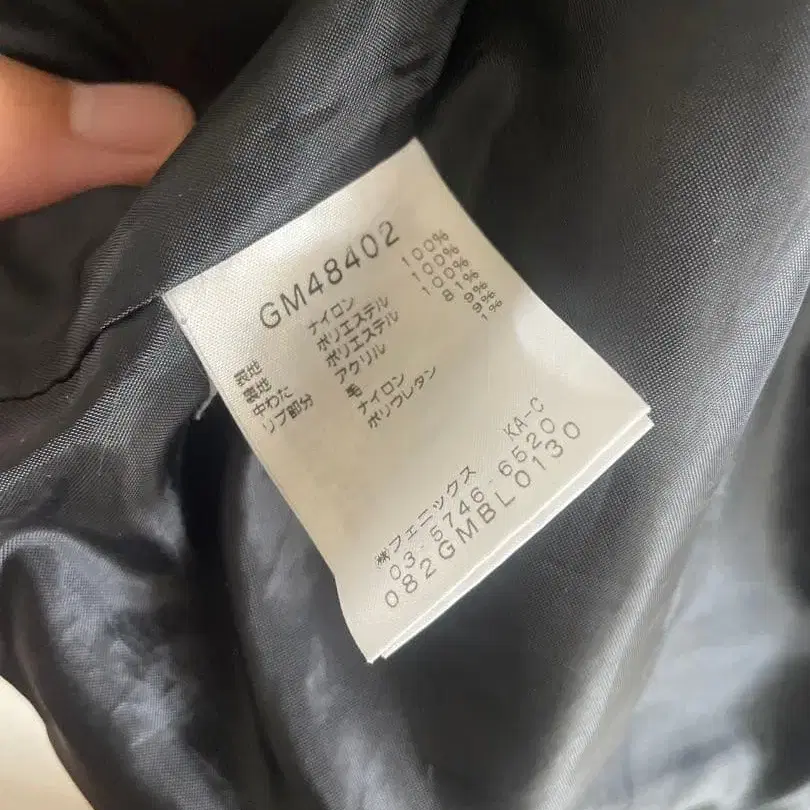 GM48402
表地 ナイロン 100%
裏地 ポリエステル 100%
中わた ポリエステル 100%
リブ部分 アクリル 81%
毛 9%
ナイロン 9%
ポリウレタン 1%
KA-C
㈱フェニックス
03-5746-6520
082GMBL0130